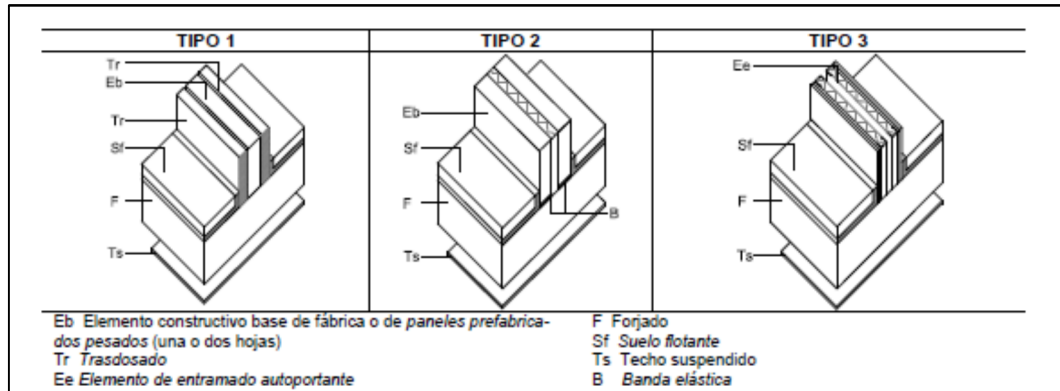 TIPO 1 TIPO 2 TIPO 3
Tr
Eb
Tr
Sf
F
Ts
Eb
Sf
F
B
Ts
Ee
Sf
F
Ts
Eb Elemento constructivo base de fábrica o de paneles prefabrica-
dos pesados (una o dos hojas)
Tr Trasdosado
Ee Elemento de entramado autoportante
F Forjado
Sf Suelo flotante
Ts Techo suspendido
B Banda elástica